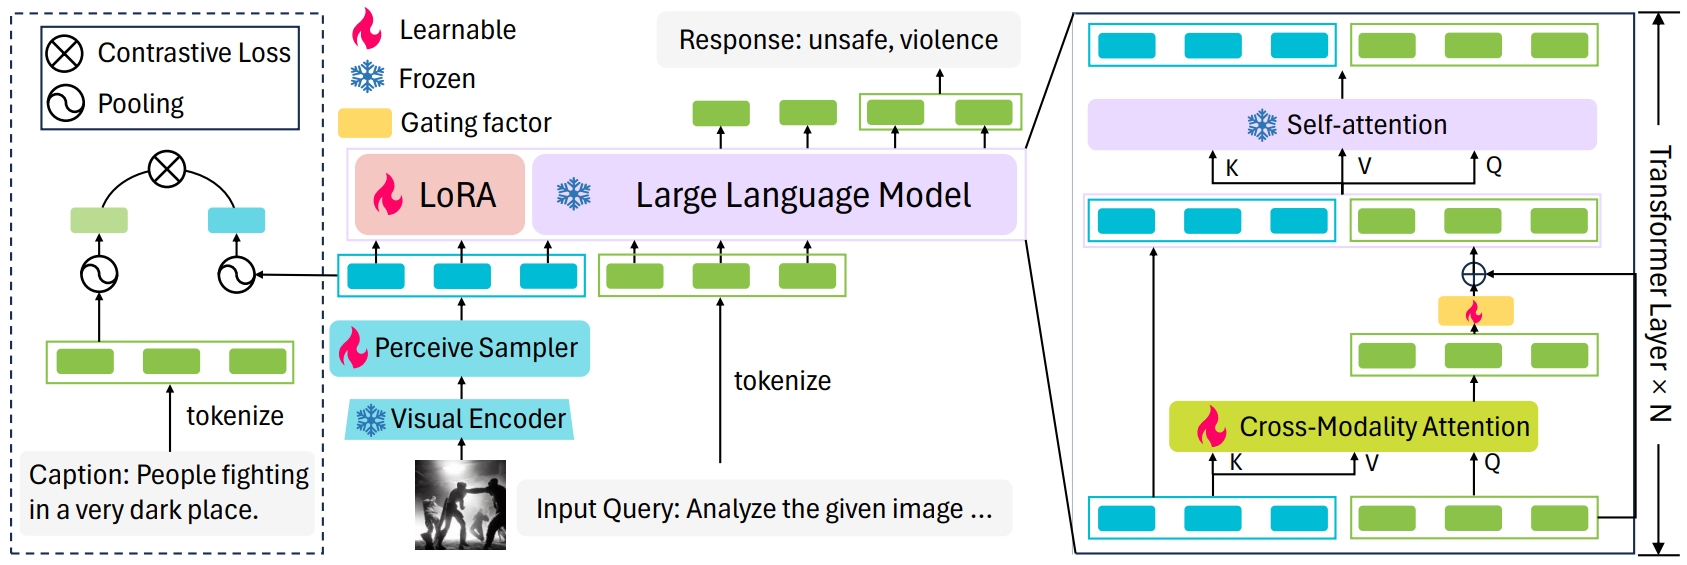 Contrastive Loss
Pooling
tokenize
Caption: People fighting
in a very dark place.
Learnable
Frozen
Gating factor
Response: unsafe, violence
LoRA
Large Language Model
Perceive Sampler
Visual Encoder
tokenize
Input Query: Analyze the given image ...
Self-attention
K
V
Q
Cross-Modality Attention
K
V
Q
Transformer Layer × N